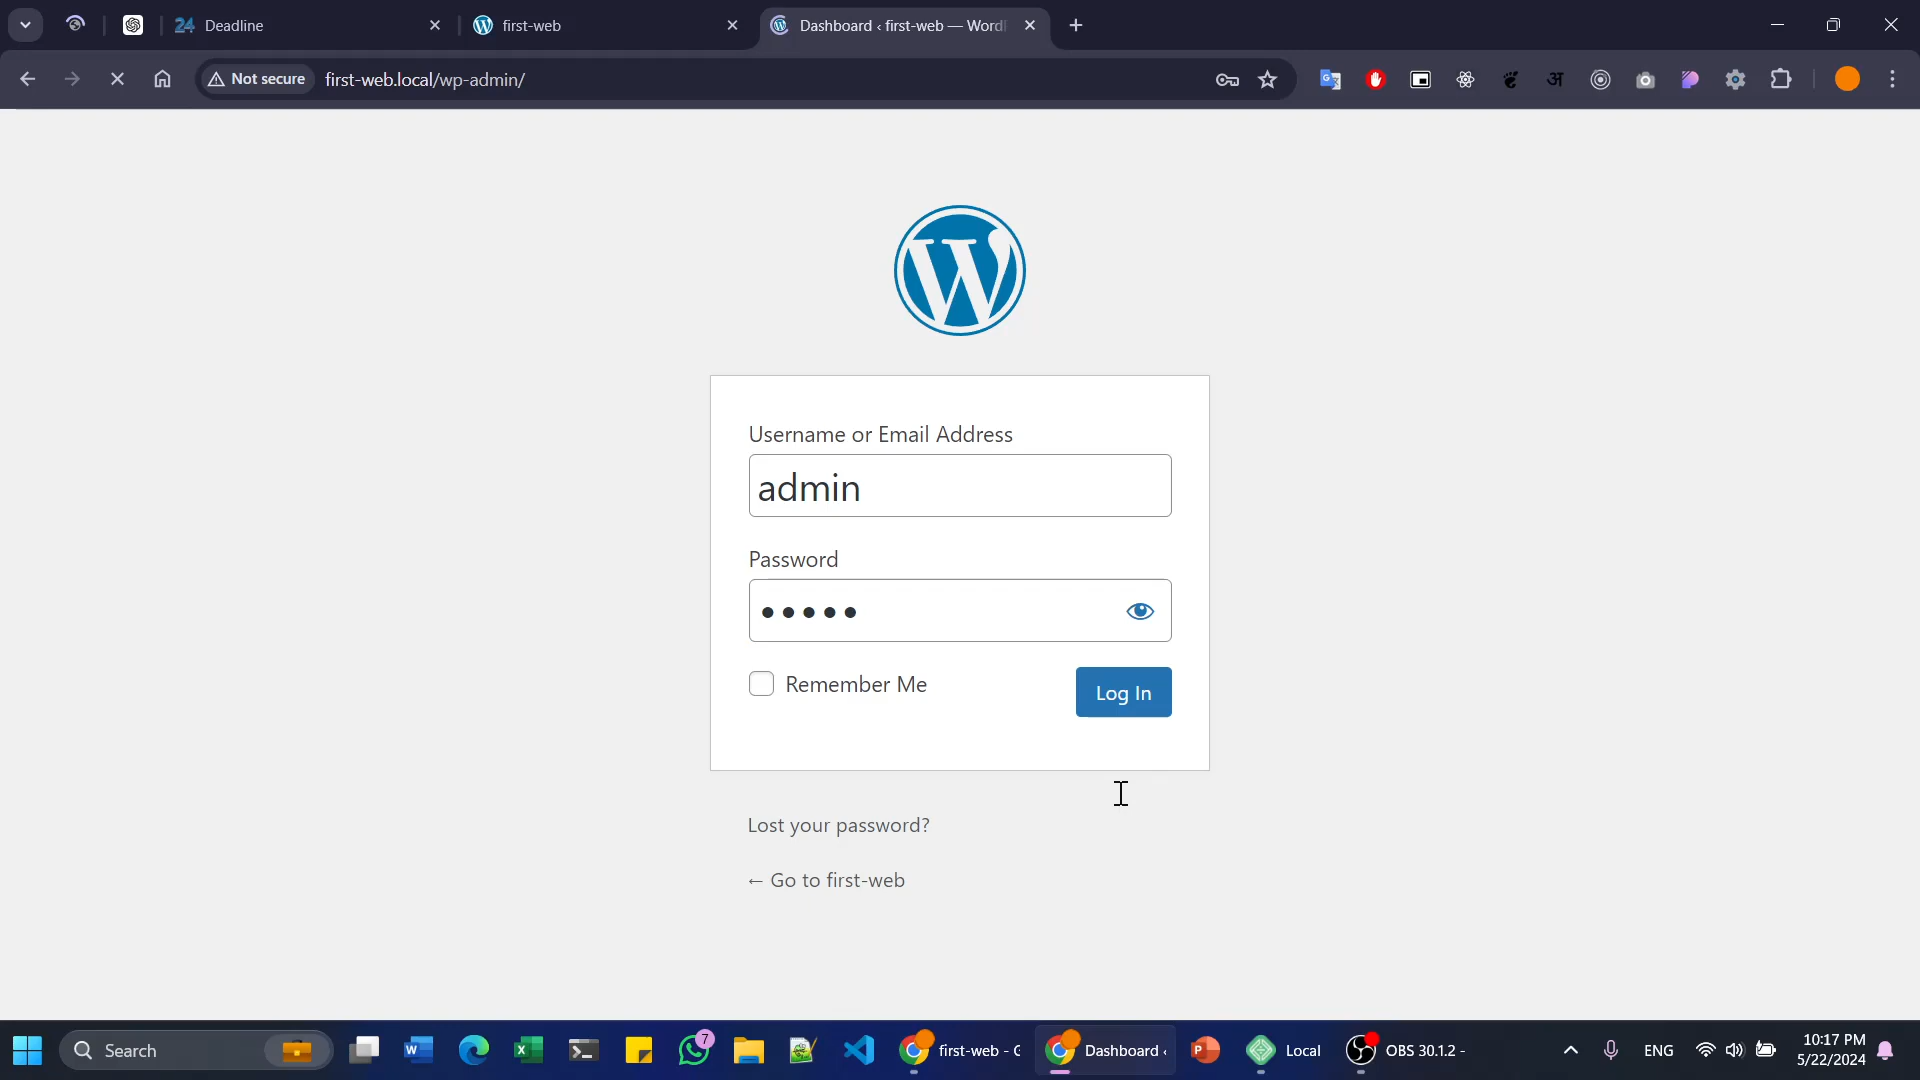 24 Deadline
first-web
Dashboard ‹ first-web — Word
Not secure
first-web.local/wp-admin/
Username or Email Address
admin
Password
Remember Me
Log In
Lost your password?
← Go to first-web
Search
7
first-web - G
Dashboard ‹
Local
OBS 30.1.2 -
ENG
10:17 PM
5/22/2024